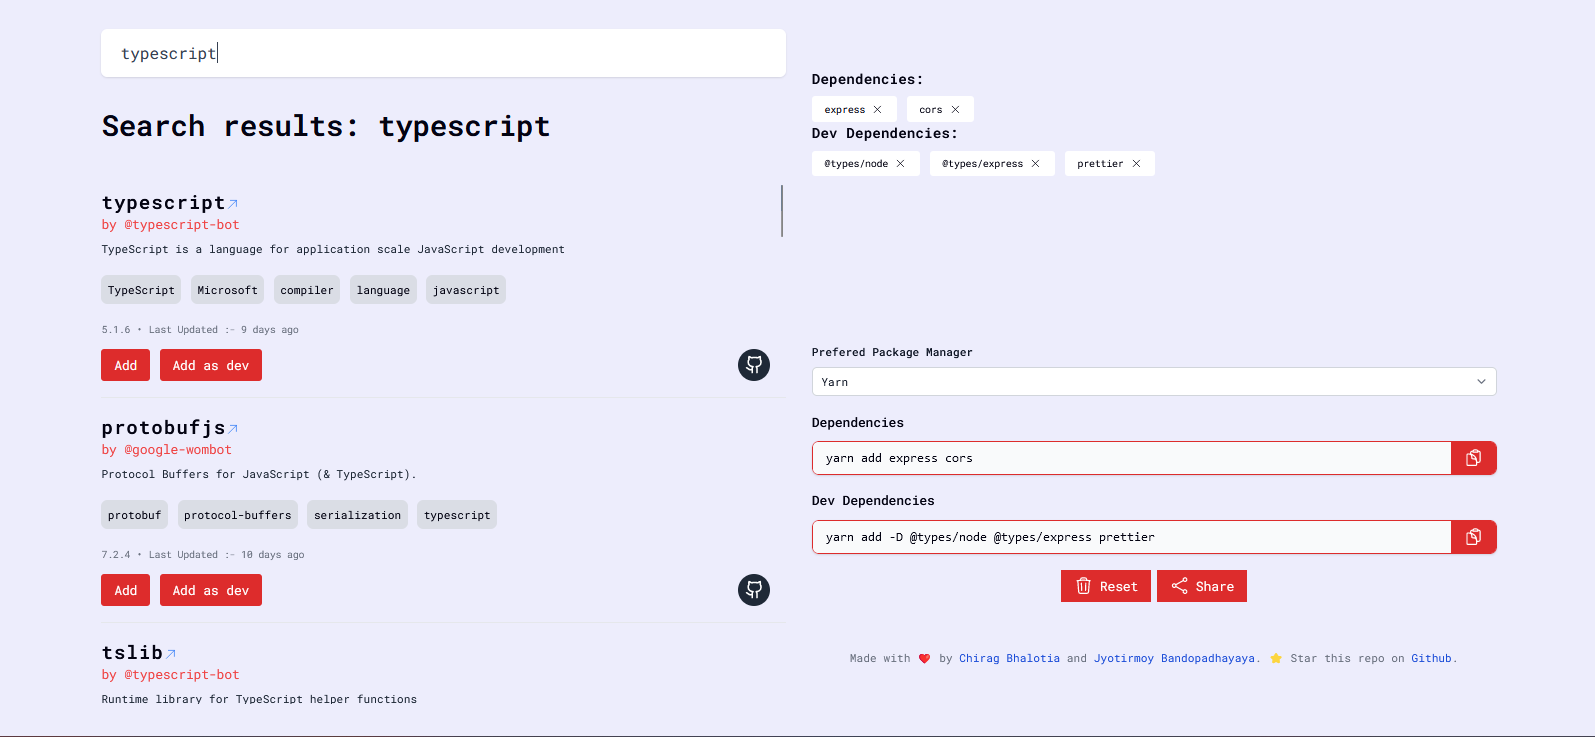 typescript
Search results: typescript
typescript
by @typescript-bot
TypeScript is a language for application scale JavaScript development
TypeScript Microsoft compiler language javascript
5.1.6 • Last Updated :- 9 days ago
Add Add as dev
protobufjs
by @google-wombot
Protocol Buffers for JavaScript (& TypeScript).
protobuf protocol-buffers serialization typescript
7.2.4 • Last Updated :- 10 days ago
Add Add as dev
tslib
by @typescript-bot
Runtime library for TypeScript helper functions
Dependencies:
express cors
Dev Dependencies:
@types/node @types/express prettier
Prefered Package Manager
Yarn
Dependencies
yarn add express cors
Dev Dependencies
yarn add -D @types/node @types/express prettier
Reset Share
Made with ❤️ by Chirag Bhalotia and Jyotirmoy Bandopadhayaya. ⭐ Star this repo on Github.